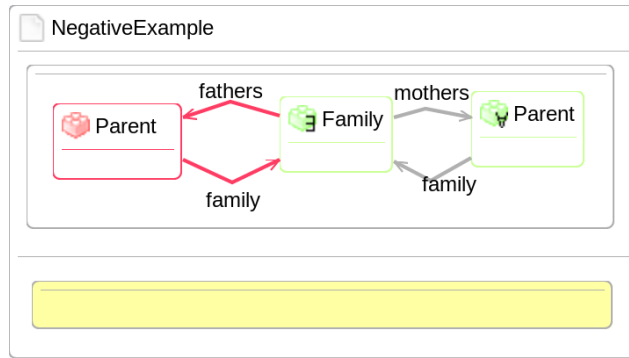 NegativeExample
fathers
mothers
Parent
Family
Parent
family
family